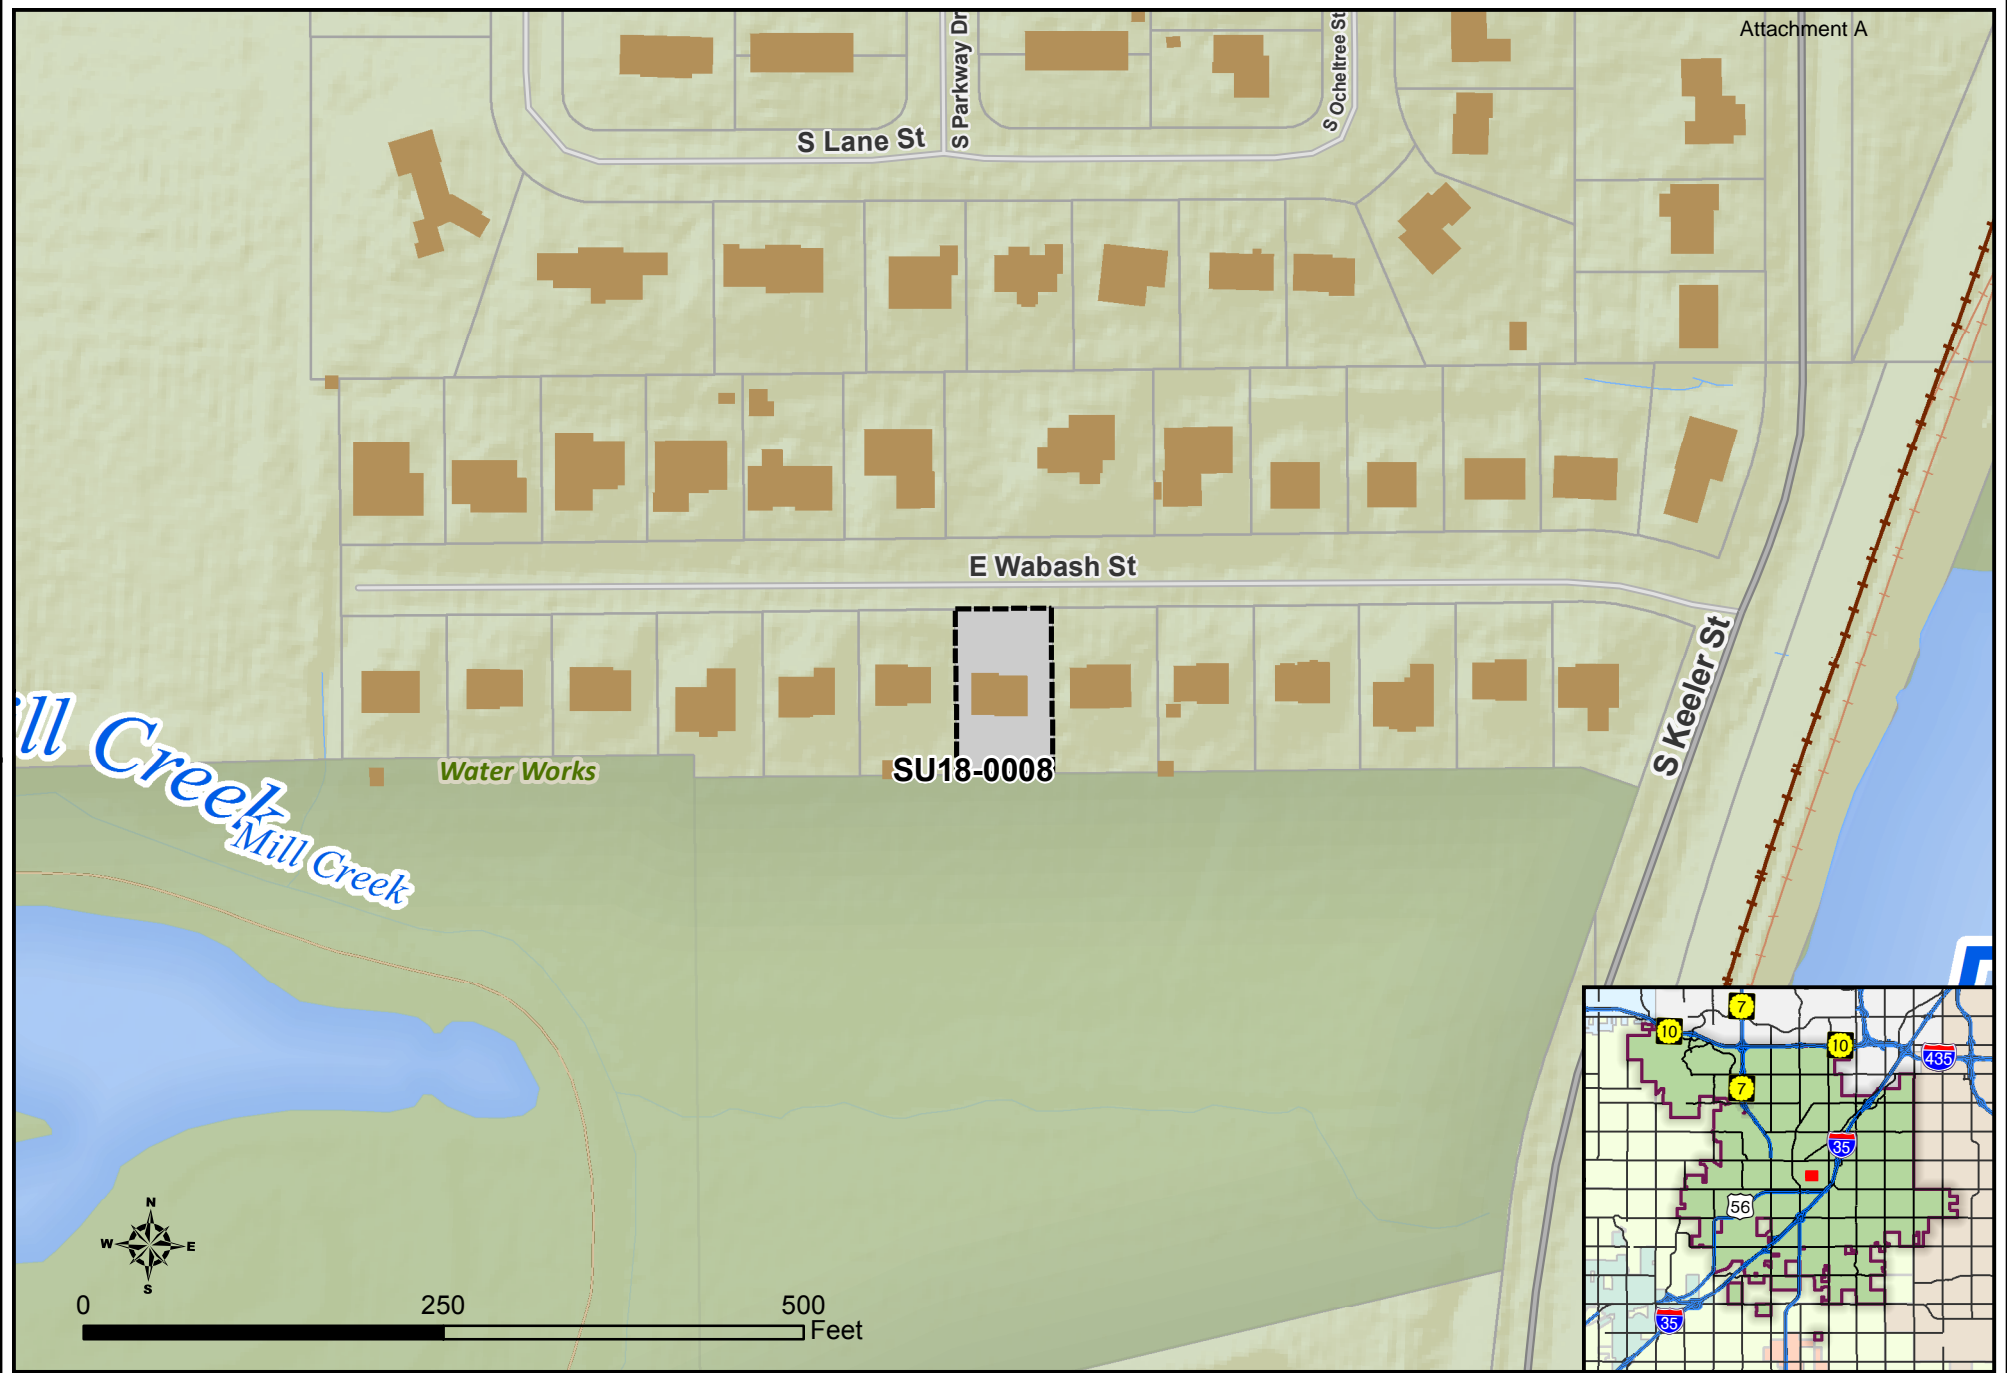 Attachment A
S Parkway Dr
S Ocheltree St
S Lane St
E Wabash St
S Keeler St
ill Creek
Water Works
SU18-0008
Mill Creek
N
W E
S
0 250 500
Feet
7
10
10
435
7
35
56
35